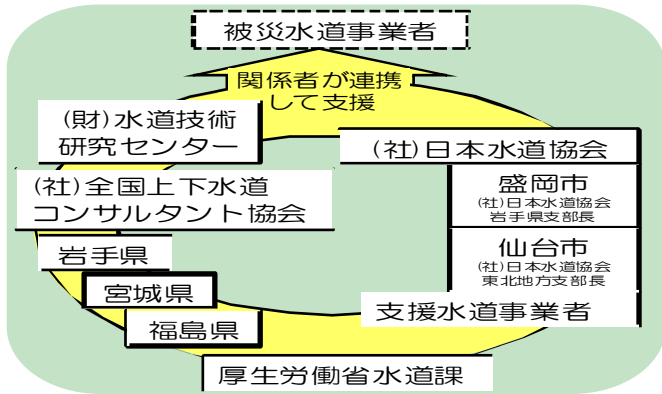 被災水道事業者
関係者が連携
して支援
(財)水道技術
研究センター
(社)日本水道協会
(社)全国上下水道
コンサルタント協会
盛岡市
(社)日本水道協会
岩手県支部長
岩手県
仙台市
(社)日本水道協会
東北地方支部長
宮城県
支援水道事業者
福島県
厚生労働省水道課